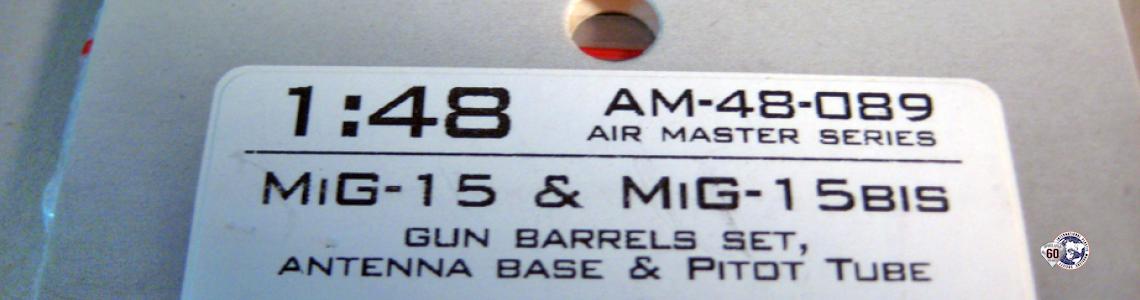 1:48
AM-48-089
AIR MASTER SERIES
MiG-15 & MiG-15BIS
GUN BARRELS SET,
ANTENNA BASE & PITOT TUBE
60